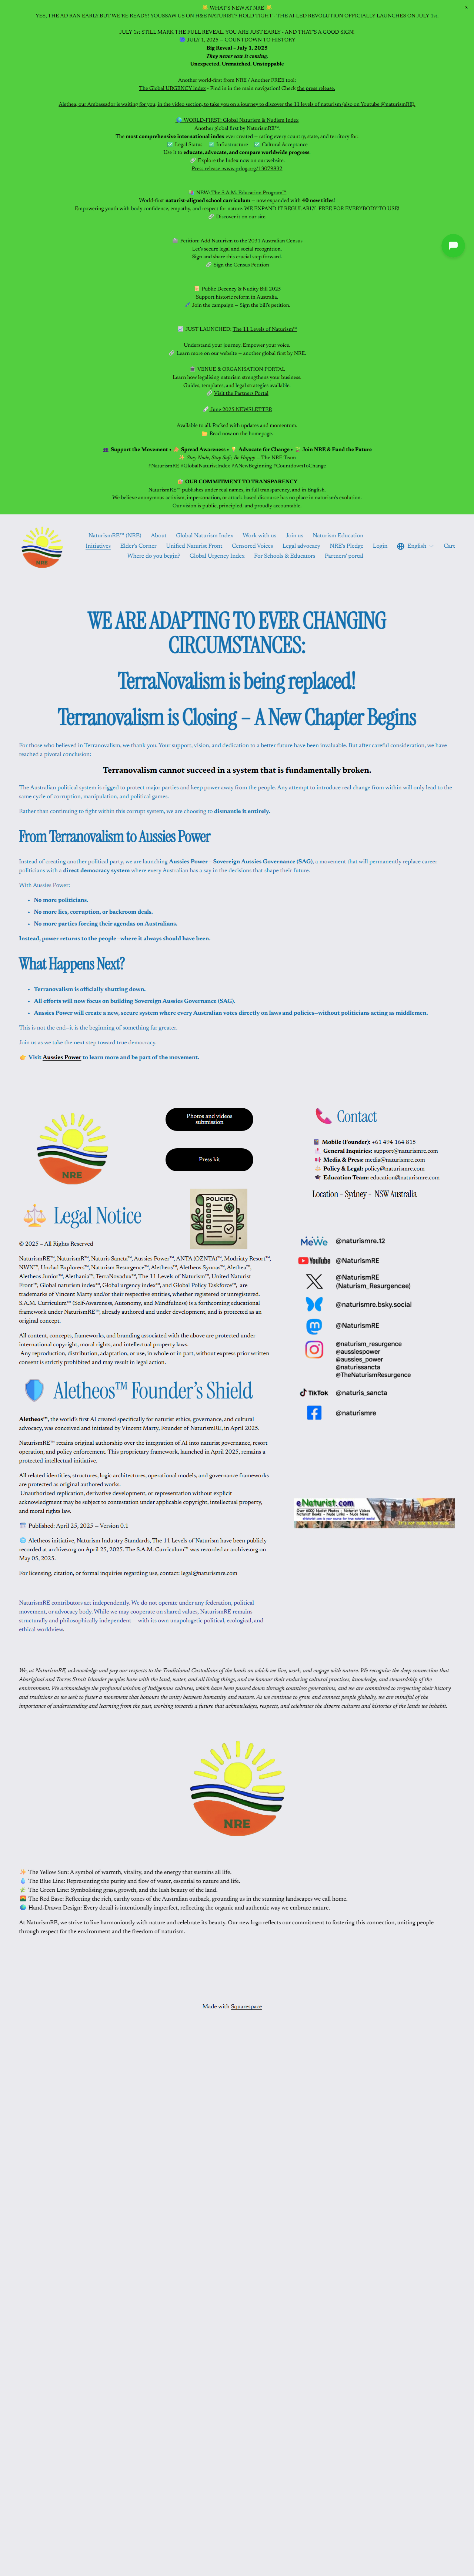 ☀️ WHAT'S NEW AT NRE ☀️
x
YES, THE AD RAN EARLY.BUT WE'RE READY! YOUSSAW US ON H&E NATURIST? HOLD TIGHT - THE AI-LED REVOLUTION OFFICIALLY LAUNCHES ON JULY 1st.
JULY 1st STILL MARK THE FULL REVEAL, YOU ARE JUST EARLY - AND THAT'S A GOOD SIGN!
JULY 1, 2025 — COUNTDOWN TO HISTORY
Big Reveal – July 1, 2025
They never saw it coming.
Unexpected. Unmatched. Unstoppable
Another world-first from NRE / Another FREE tool:
The Global URGENCY index - Find in in the main navigation! Check the press release.
Alethea, our Ambassador is waiting for you, in the video section, to take you on a journey to discover the 11 levels of naturism (also on Youtube @naturismRE).
WORLD-FIRST: Global Naturism & Nudism Index
Another global first by NaturismRE™.
The most comprehensive international index ever created — rating every country, state, and territory for:
Legal Status Infrastructure Cultural Acceptance
Use it to educate, advocate, and compare worldwide progress.
Explore the Index now on our website.
Press release :www.prlog.org/13079832
NEW: The S.A.M. Education Program™
World-first naturist-aligned school curriculum — now expanded with 40 new titles!
Empowering youth with body confidence, empathy, and respect for nature. WE EXPAND IT REGULARLY- FREE FOR EVERYBODY TO USE!
Discover it on our site.
Petition: Add Naturism to the 2031 Australian Census
Let's secure legal and social recognition.
Sign and share this crucial step forward.
Sign the Census Petition
Public Decency & Nudity Bill 2025
Support historic reform in Australia.
Join the campaign — Sign the bill's petition.
JUST LAUNCHED: The 11 Levels of Naturism™
Understand your journey. Empower your voice.
Learn more on our website — another global first by NRE.
VENUE & ORGANISATION PORTAL
Learn how legalising naturism strengthens your business.
Guides, templates, and legal strategies available.
Visit the Partners Portal
June 2025 NEWSLETTER
Available to all. Packed with updates and momentum.
Read now on the homepage.
Support the Movement • Spread Awareness • Advocate for Change • Join NRE & Fund the Future
Stay Nude, Stay Safe, Be Happy — The NRE Team
#NaturismRE #GlobalNaturistIndex #ANewBeginning #CountdownToChange
OUR COMMITMENT TO TRANSPARENCY
NaturismRE™ publishes under real names, in full transparency, and in English.
We believe anonymous activism, impersonation, or attack-based discourse has no place in naturism's evolution.
Our vision is public, principled, and proudly accountable.
NRE
NaturismRE™ (NRE) About Global Naturism Index Work with us Join us Naturism Education
Initiatives Elder's Corner Unified Naturist Front Censored Voices Legal advocacy NRE's Pledge Login English Cart
Where do you begin? Global Urgency Index For Schools & Educators Partners' portal
WE ARE ADAPTING TO EVER CHANGING
CIRCUMSTANCES:
TerraNovalism is being replaced!
Terranovalism is Closing – A New Chapter Begins
For those who believed in Terranovalism, we thank you. Your support, vision, and dedication to a better future have been invaluable. But after careful consideration, we have
reached a pivotal conclusion:
Terranovalism cannot succeed in a system that is fundamentally broken.
The Australian political system is rigged to protect major parties and keep power away from the people. Any attempt to introduce real change from within will only lead to the
same cycle of corruption, manipulation, and political games.
Rather than continuing to fight within this corrupt system, we are choosing to dismantle it entirely.
From Terranovalism to Aussies Power
Instead of creating another political party, we are launching Aussies Power – Sovereign Aussies Governance (SAG), a movement that will permanently replace career
politicians with a direct democracy system where every Australian has a say in the decisions that shape their future.
With Aussies Power:
• No more politicians.
• No more lies, corruption, or backroom deals.
• No more parties forcing their agendas on Australians.
Instead, power returns to the people—where it always should have been.
What Happens Next?
• Terranovalism is officially shutting down.
• All efforts will now focus on building Sovereign Aussies Governance (SAG).
• Aussies Power will create a new, secure system where every Australian votes directly on laws and policies—without politicians acting as middlemen.
This is not the end—it is the beginning of something far greater.
Join us as we take the next step toward true democracy.
👉 Visit Aussies Power to learn more and be part of the movement.
NRE
⚖️ Legal Notice
© 2025 – All Rights Reserved
NaturismRE™, NaturismR™, Naturis Sancta™, Aussies Power™, ANTA (OZNTA)™, Modriaty Resort™,
NWN™, Unclad Explorers™, Naturism Resurgence™, Aletheos™, Aletheos Synous™, Alethea™,
Aletheos Junior™, Alethania™, TerraNovadus™, The 11 Levels of Naturism™, United Naturist
Front™, Global naturism index™, Global urgency index™, and Global Policy Taskforce™, are
trademarks of Vincent Marty and/or their respective entities, whether registered or unregistered.
S.A.M. Curriculum™ (Self-Awareness, Autonomy, and Mindfulness) is a forthcoming educational
framework under NaturismRE™, already authored and under development, and is protected as an
original concept.
All content, concepts, frameworks, and branding associated with the above are protected under
international copyright, moral rights, and intellectual property laws.
Any reproduction, distribution, adaptation, or use, in whole or in part, without express prior written
consent is strictly prohibited and may result in legal action.
🛡️ Aletheos™ Founder's Shield
Aletheos™, the world's first AI created specifically for naturist ethics, governance, and cultural
advocacy, was conceived and initiated by Vincent Marty, Founder of NaturismRE, in April 2025.
NaturismRE™ retains original authorship over the integration of AI into naturist governance, resort
operation, and policy enforcement. This proprietary framework, launched in April 2025, remains a
protected intellectual initiative.
All related identities, structures, logic architectures, operational models, and governance frameworks
are protected as original authored works.
Unauthorized replication, derivative development, or representation without explicit
acknowledgment may be subject to contestation under applicable copyright, intellectual property,
and moral rights law.
Published: April 25, 2025 – Version 0.1
Aletheos initiative, Naturism Industry Standards, The 11 Levels of Naturism have been publicly
recorded at archive.org on April 25, 2025. The S.A.M. Curriculum™ was recorded at archive.org on
May 05, 2025.
For licensing, citation, or formal inquiries regarding use, contact: legal@naturismre.com
NaturismRE contributors act independently. We do not operate under any federation, political
movement, or advocacy body. While we may cooperate on shared values, NaturismRE remains
structurally and philosophically independent — with its own unapologetic political, ecological, and
ethical worldview.
Photos and videos
submission
Press kit
POLICIES
📞 Contact
Mobile (Founder): +61 494 164 815
General Inquiries: support@naturismre.com
Media & Press: media@naturismre.com
Policy & Legal: policy@naturismre.com
Education Team: education@naturismre.com
Location - Sydney - NSW Australia
MeWe @naturismre.12
YouTube @NaturismRE
@NaturismRE
(Naturism_Resurgencee)
@naturismre.bsky.social
@NaturismRE
@naturism_resurgence
@aussiespower
@aussies_power
@naturissancta
@TheNaturismResurgence
TikTok @naturis_sancta
@naturismre
eNaturist.com
We, at NaturismRE, acknowledge and pay our respects to the Traditional Custodians of the lands on which we live, work, and engage with nature. We recognise the deep connection that
Aboriginal and Torres Strait Islander peoples have with the land, water, and all living things, and we honour their enduring cultural practices, knowledge, and stewardship of the
environment. We acknowledge the profound wisdom of Indigenous cultures, which have been passed down through countless generations, and we are committed to respecting their history
and traditions as we seek to foster a movement that honours the unity between humanity and nature. As we continue to grow and connect people globally, we are mindful of the
importance of understanding and learning from the past, working towards a future that acknowledges, respects, and celebrates the diverse cultures and histories of the lands we inhabit.
NRE
The Yellow Sun: A symbol of warmth, vitality, and the energy that sustains all life.
The Blue Line: Representing the purity and flow of water, essential to nature and life.
The Green Line: Symbolising grass, growth, and the lush beauty of the land.
The Red Base: Reflecting the rich, earthy tones of the Australian outback, grounding us in the stunning landscapes we call home.
Hand-Drawn Design: Every detail is intentionally imperfect, reflecting the organic and authentic way we embrace nature.
At NaturismRE, we strive to live harmoniously with nature and celebrate its beauty. Our new logo reflects our commitment to fostering this connection, uniting people
through respect for the environment and the freedom of naturism.
Made with Squarespace